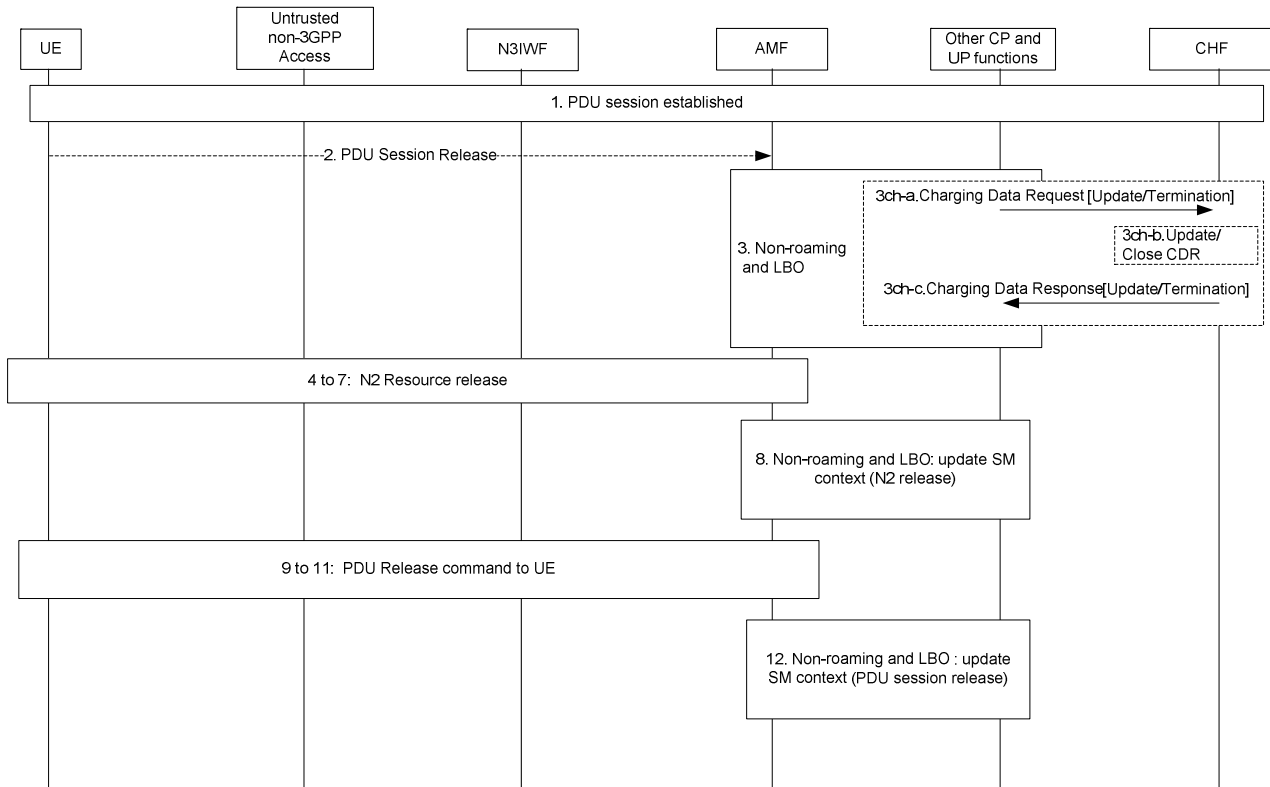 UE
Untrusted
non-3GPP
Access
N3IWF
AMF
Other CP and
UP functions
CHF
1. PDU session established
2. PDU Session Release
3ch-a.Charging Data Request [Update/Termination]
3. Non-roaming
and LBO
3ch-b.Update/
Close CDR
3ch-c.Charging Data Response[Update/Termination]
4 to 7: N2 Resource release
8. Non-roaming and LBO: update SM
context (N2 release)
9 to 11: PDU Release command to UE
12. Non-roaming and LBO : update
SM context (PDU session release)